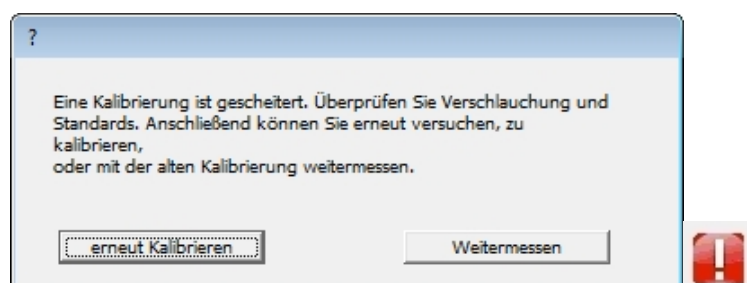 ?
Eine Kalibrierung ist gescheitert. Überprüfen Sie Verschlauchung und
Standards. Anschließend können Sie erneut versuchen, zu
kalibrieren,
oder mit der alten Kalibrierung weitermessen.
erneut Kalibrieren Weitermessen
!